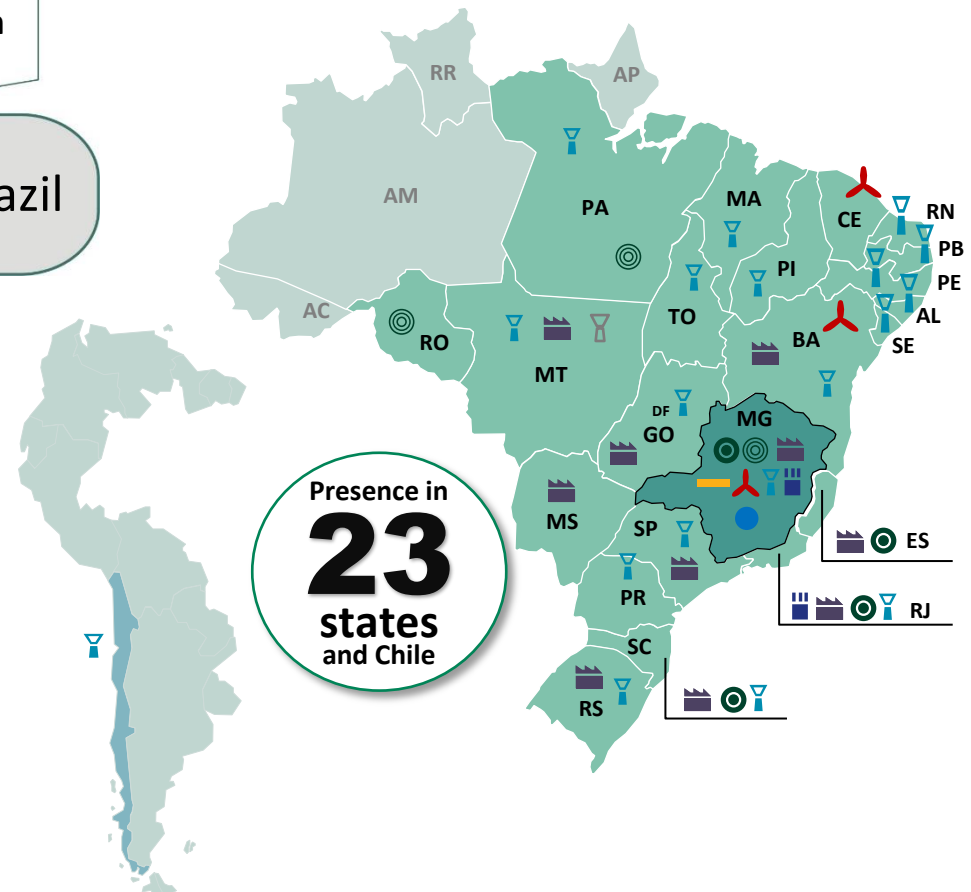 n
azil
RR
AP
AM
PA
MA
CE
RN
PB
PI
PE
AC
TO
AL
RO
BA
SE
MT
DF
GO
MG
Presence in
23
states
and Chile
MS
SP
ES
PR
RJ
SC
RS